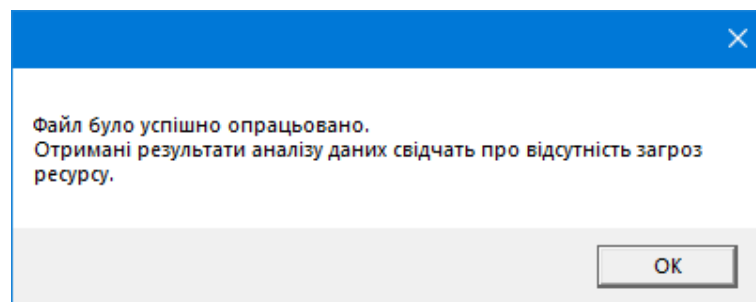 Файл було успішно опрацьовано.
Отримані результати аналізу даних свідчать про відсутність загроз
ресурсу.
OK